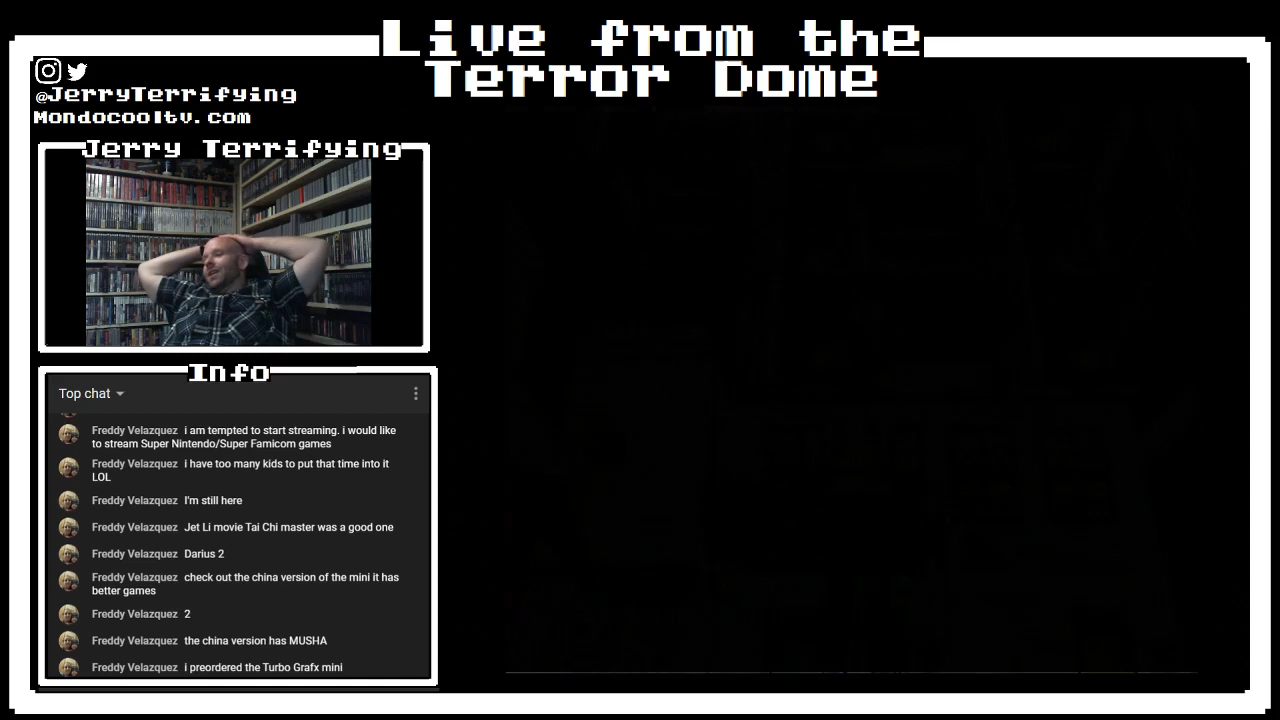 Live from the
Terror Dome
@JerryTerrifying
Mondocooltv.com
Jerry Terrifying
Info
Top chat
Freddy Velazquez i am tempted to start streaming. i would like
to stream Super Nintendo/Super Famicom games
Freddy Velazquez i have too many kids to put that time into it
LOL
Freddy Velazquez I'm still here
Freddy Velazquez Jet Li movie Tai Chi master was a good one
Freddy Velazquez Darius 2
Freddy Velazquez check out the china version of the mini it has
better games
Freddy Velazquez 2
Freddy Velazquez the china version has MUSHA
Freddy Velazquez i preordered the Turbo Grafx mini